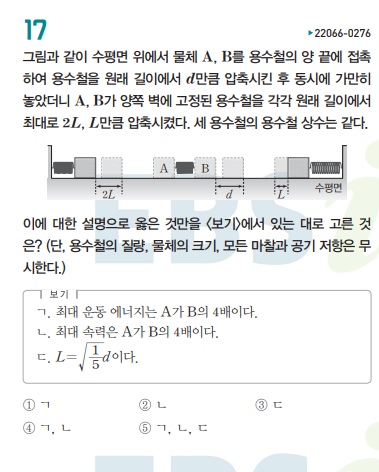 17
▶22066-0276
그림과 같이 수평면 위에서 물체 A, B를 용수철의 양 끝에 접촉
하여 용수철을 원래 길이에서 d만큼 압축시킨 후 동시에 가만히
놓았더니 A, B가 양쪽 벽에 고정된 용수철을 각각 원래 길이에서
최대로 2L, L만큼 압축시켰다. 세 용수철의 용수철 상수는 같다.
A B
2L d L 수평면
이에 대한 설명으로 옳은 것만을 <보기>에서 있는 대로 고른 것
은? (단, 용수철의 질량, 물체의 크기, 모든 마찰과 공기 저항은 무
시한다.)
보기
ㄱ. 최대 운동 에너지는 A가 B의 4배이다.
ㄴ. 최대 속력은 A가 B의 4배이다.
ㄷ. L=√(1/5)d이다.
① ㄱ ② ㄴ ③ ㄷ
④ ㄱ, ㄴ ⑤ ㄱ, ㄴ, ㄷ
EBS